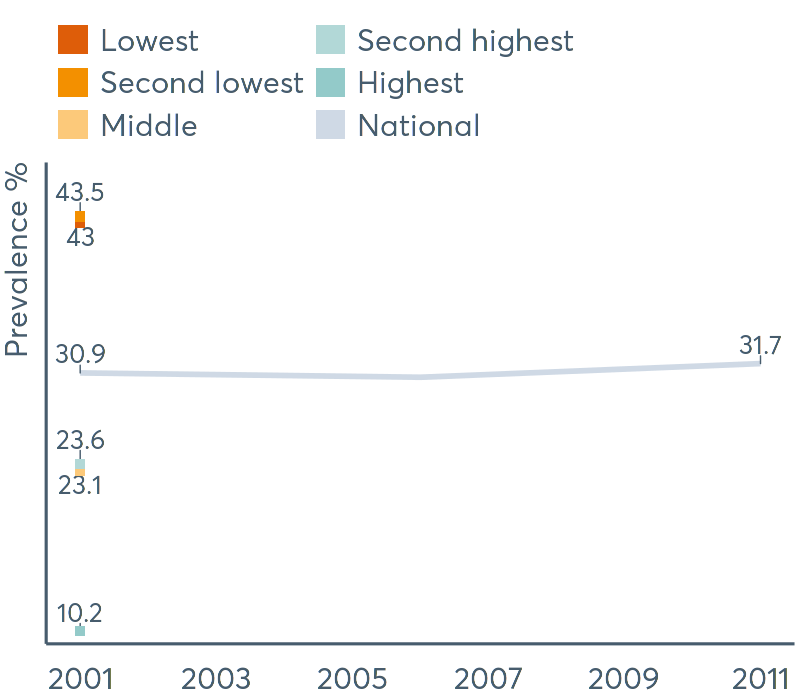 Lowest
Second lowest
Middle
Second highest
Highest
National
Prevalence %
43.5
43
30.9
31.7
23.6
23.1
10.2
2001 2003 2005 2007 2009 2011